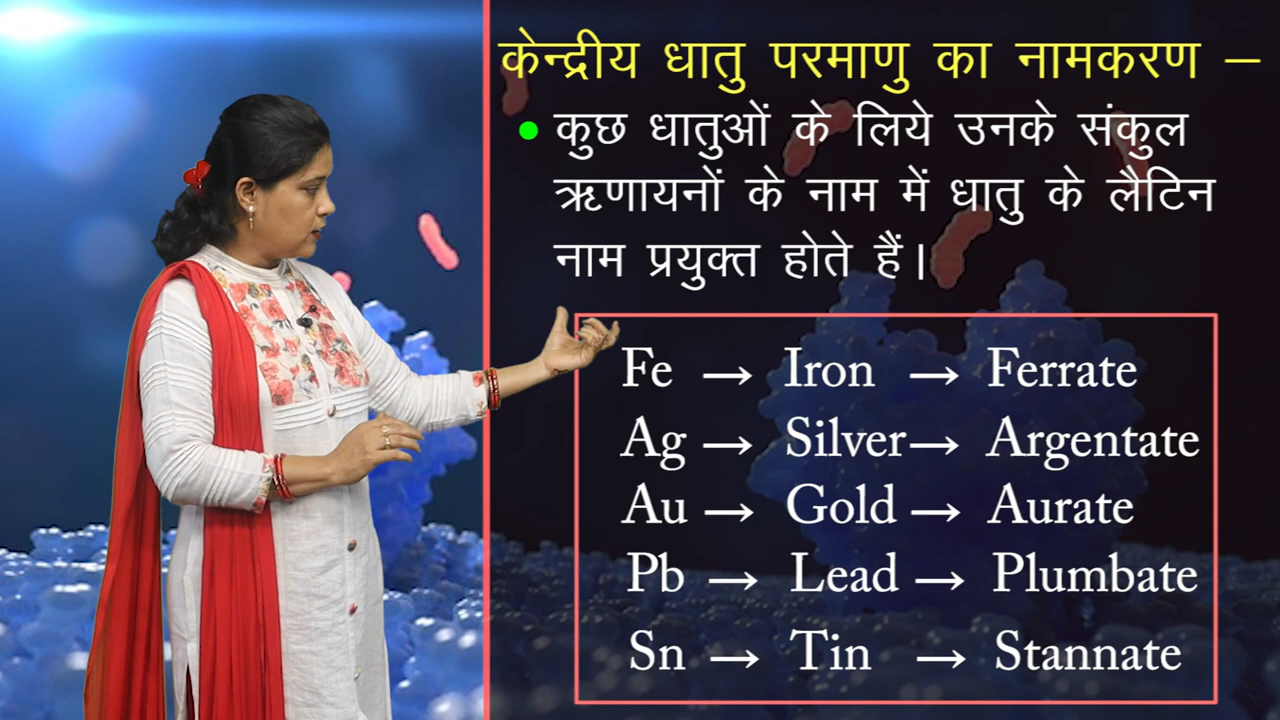 केन्द्रीय धातु परमाणु का नामकरण –
• कुछ धातुओं के लिये उनके संकुल
ऋणायनों के नाम में धातु के लैटिन
नाम प्रयुक्त होते हैं।
Fe → Iron → Ferrate
Ag → Silver → Argentate
Au → Gold → Aurate
Pb → Lead → Plumbate
Sn → Tin → Stannate